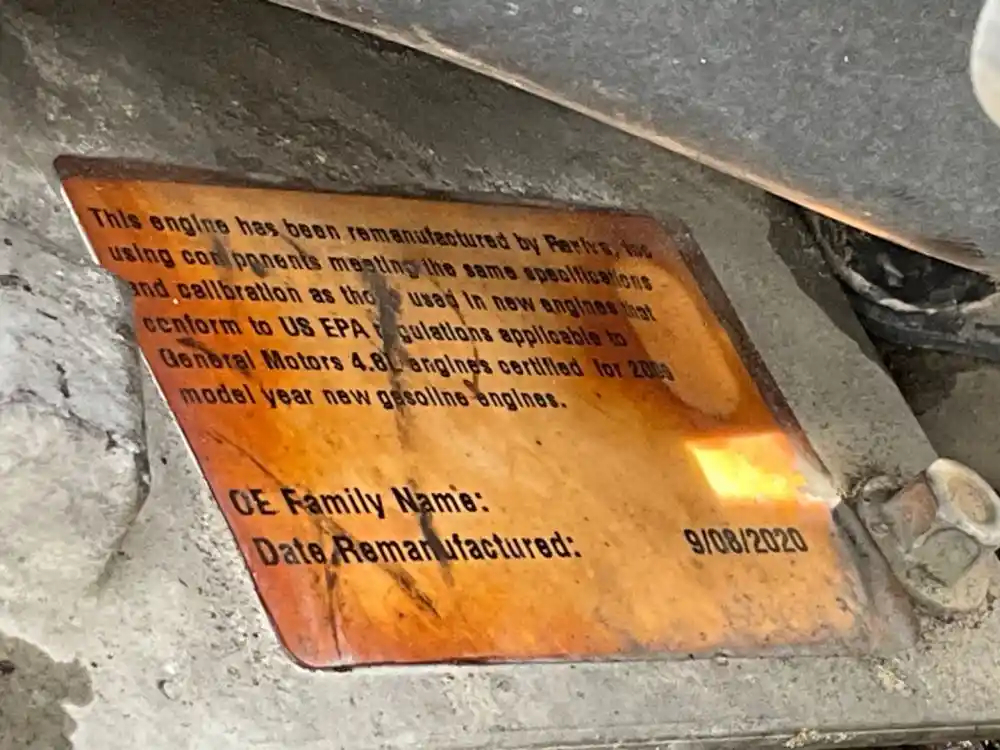 This engine has been remanufactured by Inc
using components meeting the same specifications
and calibration as those used in new engines that
conform to US EPA regulations applicable to
General Motors 4.8L engines certified for
model year new gasoline engines.
OE Family Name:
Date Remanufactured: 9/08/2020